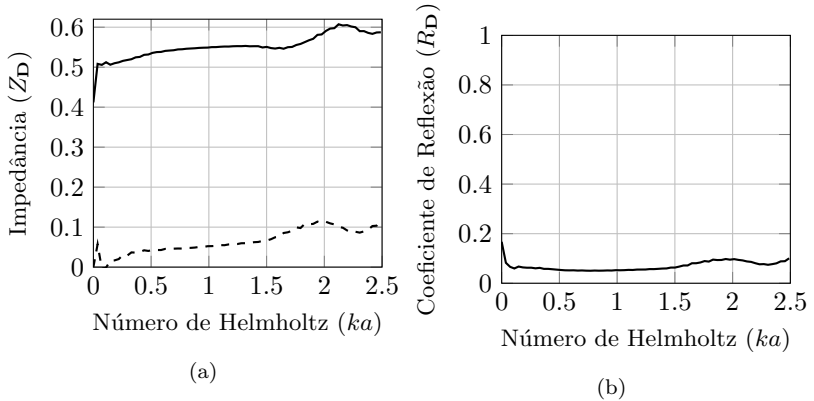 0.6
0.5
0.4
0.3
0.2
0.1
0
Impedância (Z_D)
0 0.5 1 1.5 2 2.5
Número de Helmholtz (ka)
(a)
1
0.8
0.6
0.4
0.2
0
Coeficiente de Reflexão (R_D)
0 0.5 1 1.5 2 2.5
Número de Helmholtz (ka)
(b)